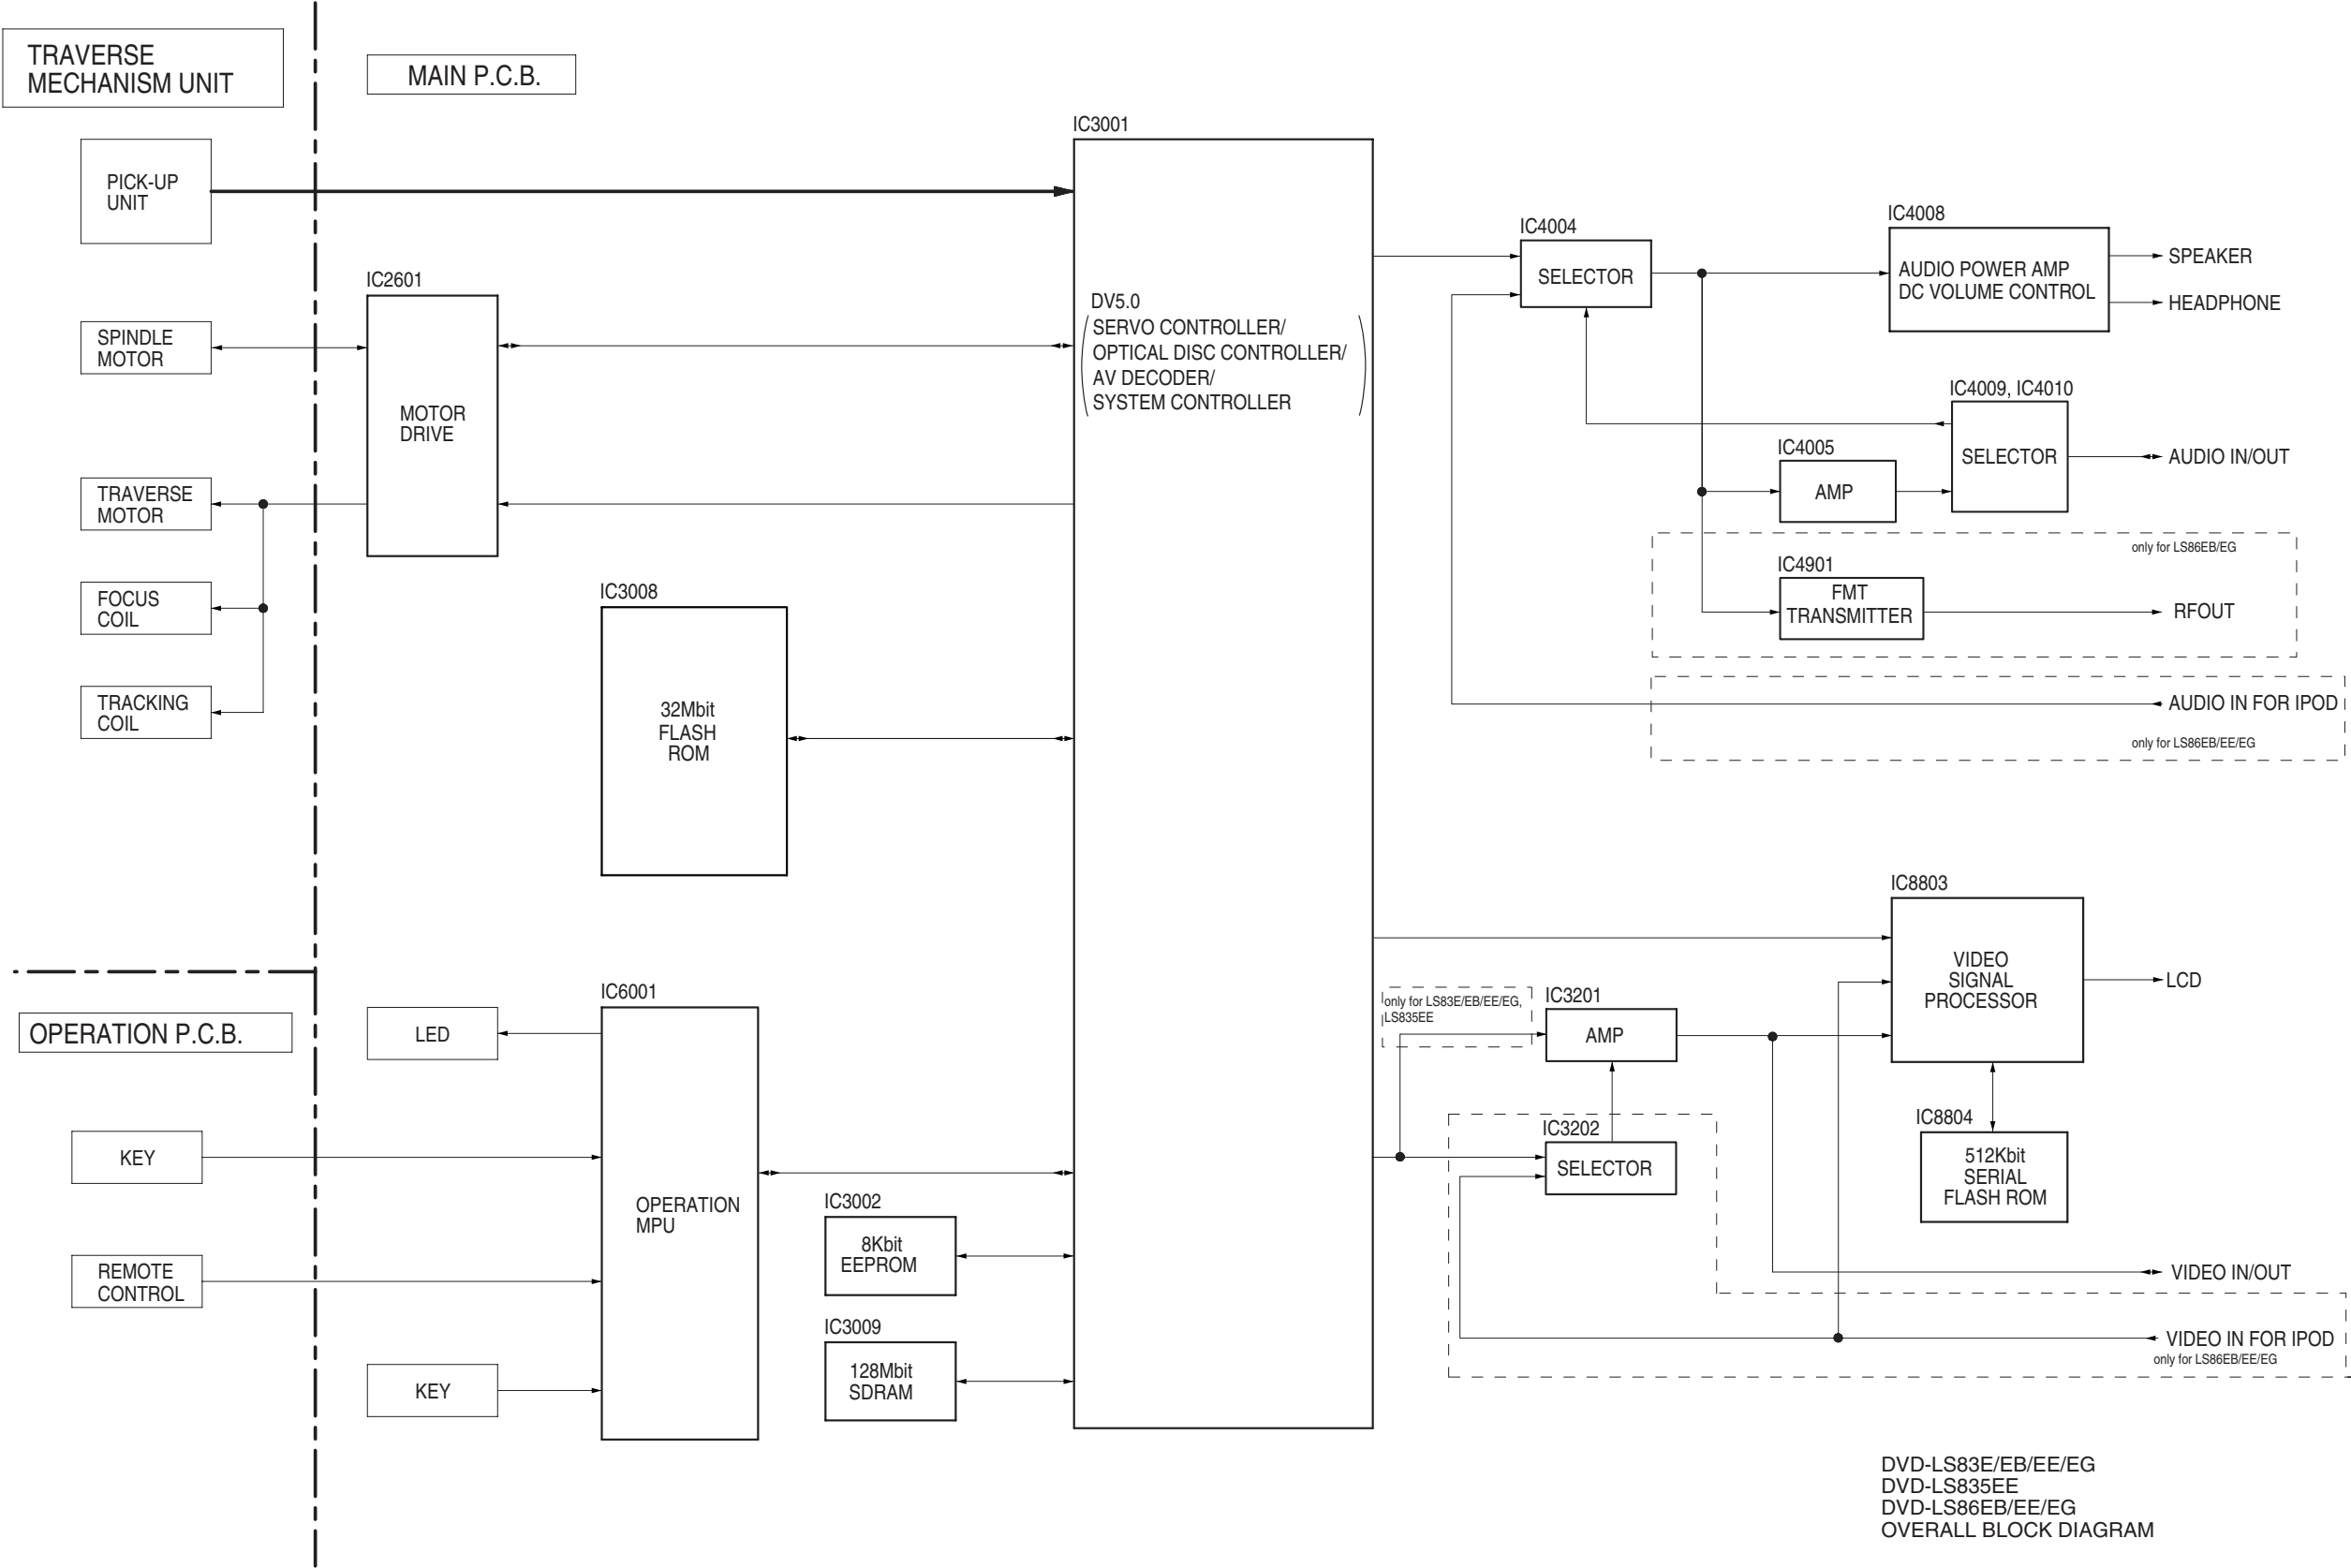 TRAVERSE
MECHANISM UNIT
MAIN P.C.B.
PICK-UP
UNIT
IC2601
SPINDLE
MOTOR
MOTOR
DRIVE
TRAVERSE
MOTOR
FOCUS
COIL
TRACKING
COIL
IC3008
32Mbit
FLASH
ROM
IC3001
DV5.0
SERVO CONTROLLER/
OPTICAL DISC CONTROLLER/
AV DECODER/
SYSTEM CONTROLLER
IC4004
SELECTOR
IC4008
AUDIO POWER AMP
DC VOLUME CONTROL
SPEAKER
HEADPHONE
IC4009, IC4010
SELECTOR
AUDIO IN/OUT
IC4005
AMP
only for LS86EB/EG
IC4901
FMT
TRANSMITTER
RFOUT
AUDIO IN FOR IPOD
only for LS86EB/EE/EG
OPERATION P.C.B.
LED
IC6001
OPERATION
MPU
KEY
REMOTE
CONTROL
KEY
IC3002
8Kbit
EEPROM
IC3009
128Mbit
SDRAM
IC8803
VIDEO
SIGNAL
PROCESSOR
LCD
only for LS83E/EB/EE/EG,
LS835EE
IC3201
AMP
IC3202
SELECTOR
IC8804
512Kbit
SERIAL
FLASH ROM
VIDEO IN/OUT
VIDEO IN FOR IPOD
only for LS86EB/EE/EG
DVD-LS83E/EB/EE/EG
DVD-LS835EE
DVD-LS86EB/EE/EG
OVERALL BLOCK DIAGRAM